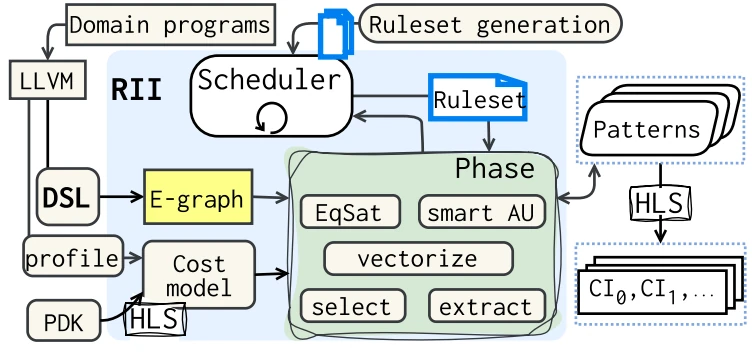 Domain programs
Ruleset generation
LLVM
RII
Scheduler
Ruleset
Patterns
Phase
DSL
E-graph
EqSat
smart AU
HLS
vectorize
profile
Cost
model
select
extract
CI0,CI1,...
PDK
HLS